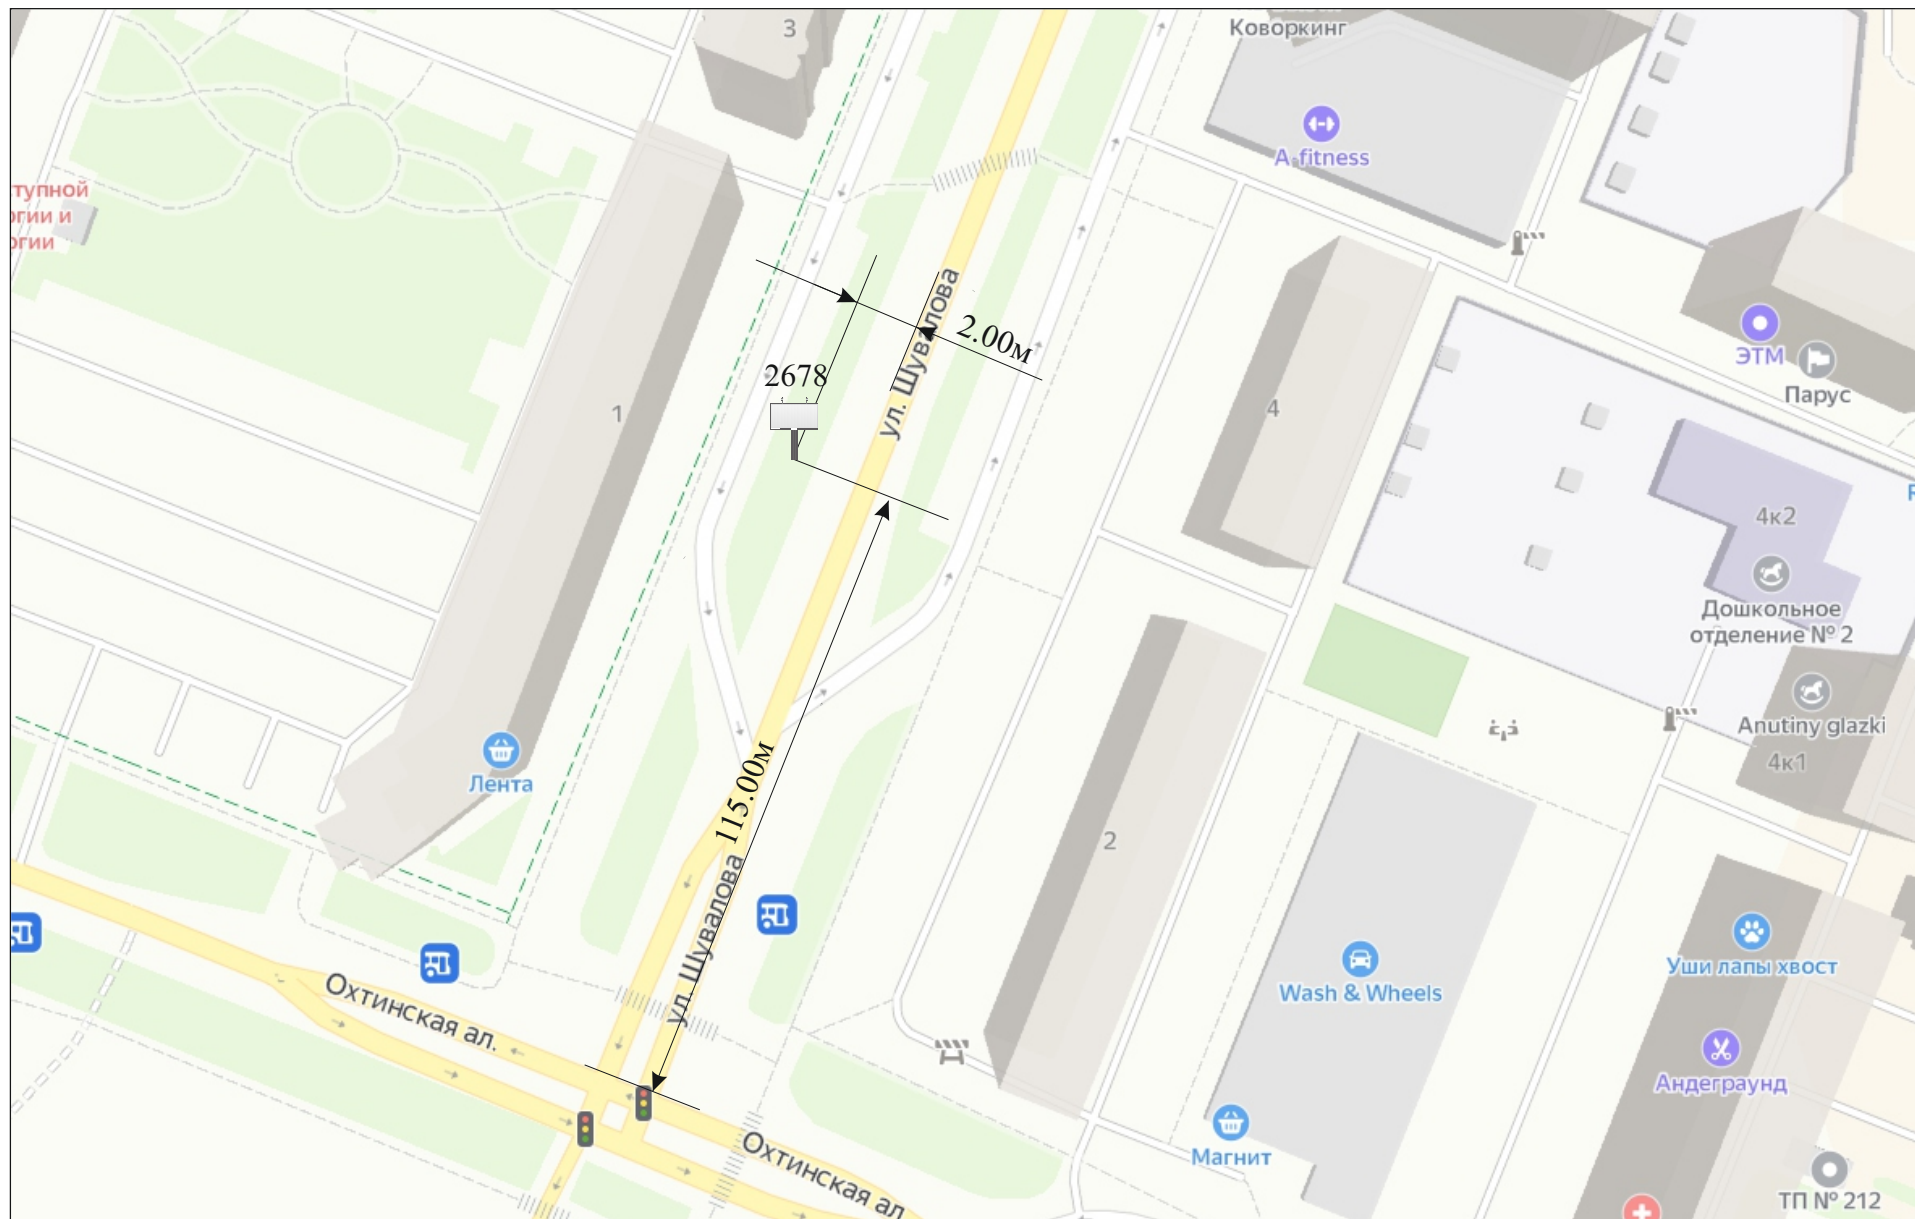 3
Коворкинг
A fitness
тупной
огии и
огии
ул. Шувалова
2.00м
2678
1
4
ЭТМ
Парус
4к2
Дошкольное
отделение № 2
Anutiny glazki
4к1
Лента
115.00м
2
ул. Шувалова
Уши лапы хвост
Wash & Wheels
Охтинская ал.
Андеграунд
Магнит
Охтинская ал
ТП № 212